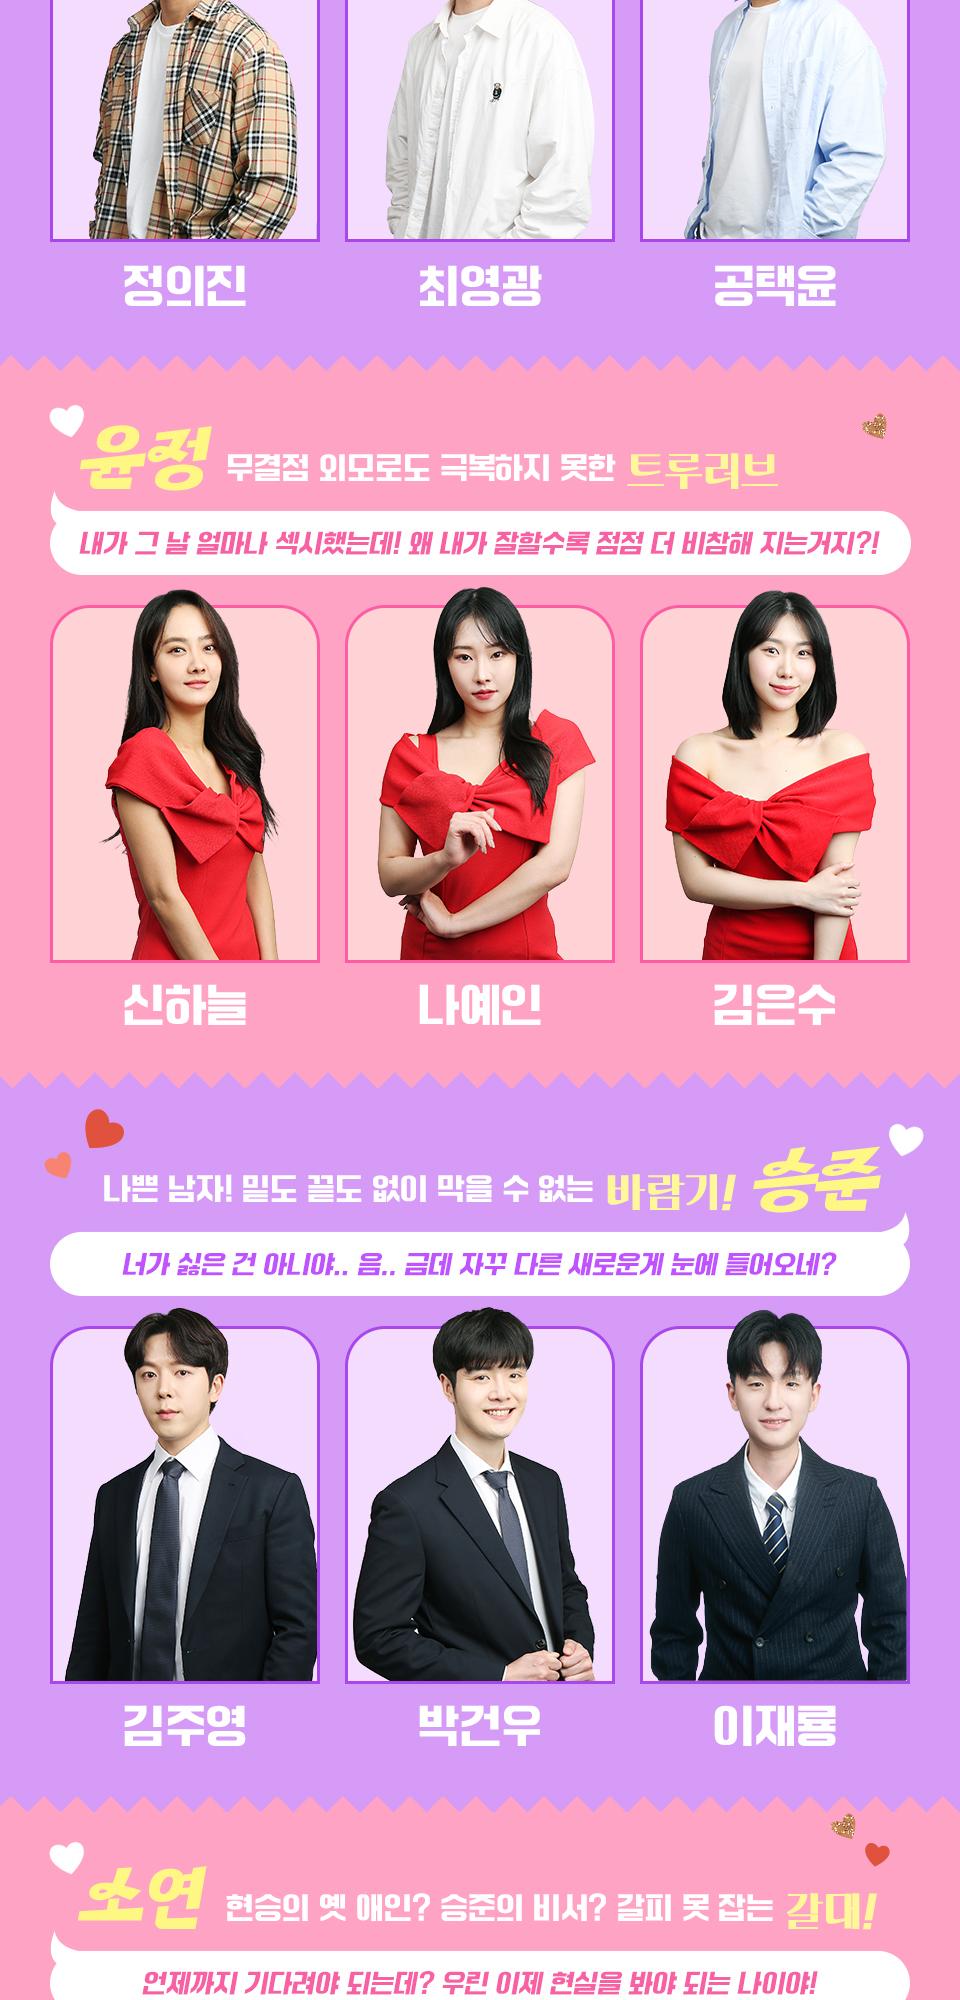 정의진 최영광 공택윤
윤정 무결점 외모로도 극복하지 못한 트루러브
내가 그 날 얼마나 섹시했는데! 왜 내가 잘할수록 점점 더 비참해 지는거지?!
신하늘 나예인 김은수
나쁜 남자! 밑도 끝도 없이 막을 수 없는 바람기! 승준
너가 싫은 건 아니야.. 음.. 금데 자꾸 다른 새로운게 눈에 들어오네?
김주영 박건우 이재룡
소연 현승의 옛 애인? 승준의 비서? 갈피 못 잡는 갈대!
언제까지 기다려야 되는데? 우린 이제 현실을 봐야 되는 나이야!